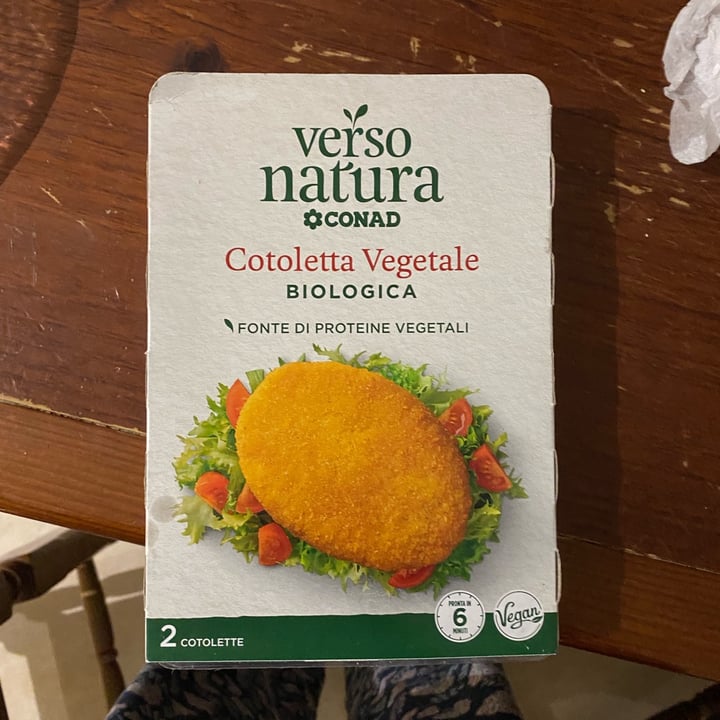 verso
natura
CONAD
Cotoletta Vegetale
BIOLOGICA
FONTE DI PROTEINE VEGETALI
2 COTOLETTE
PRONTA IN
6
MINUTI
Vegan